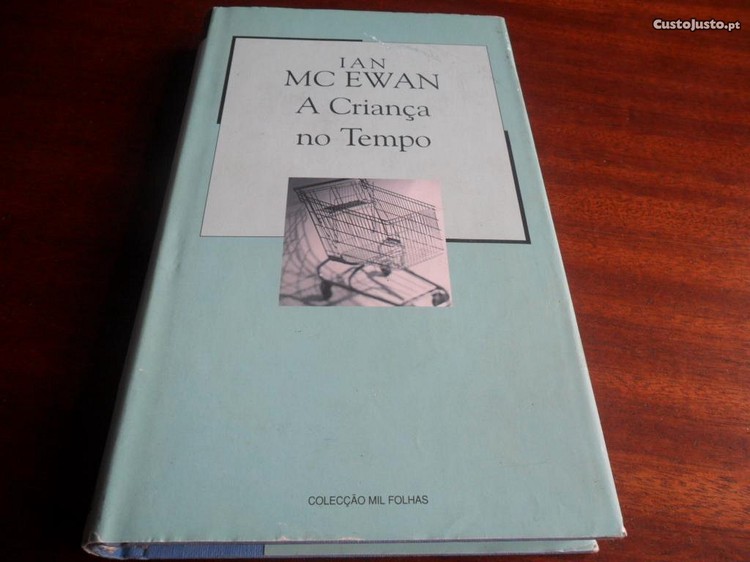 CustoJusto.pt
IAN
MC EWAN
A Criança
no Tempo
COLECÇÃO MIL FOLHAS